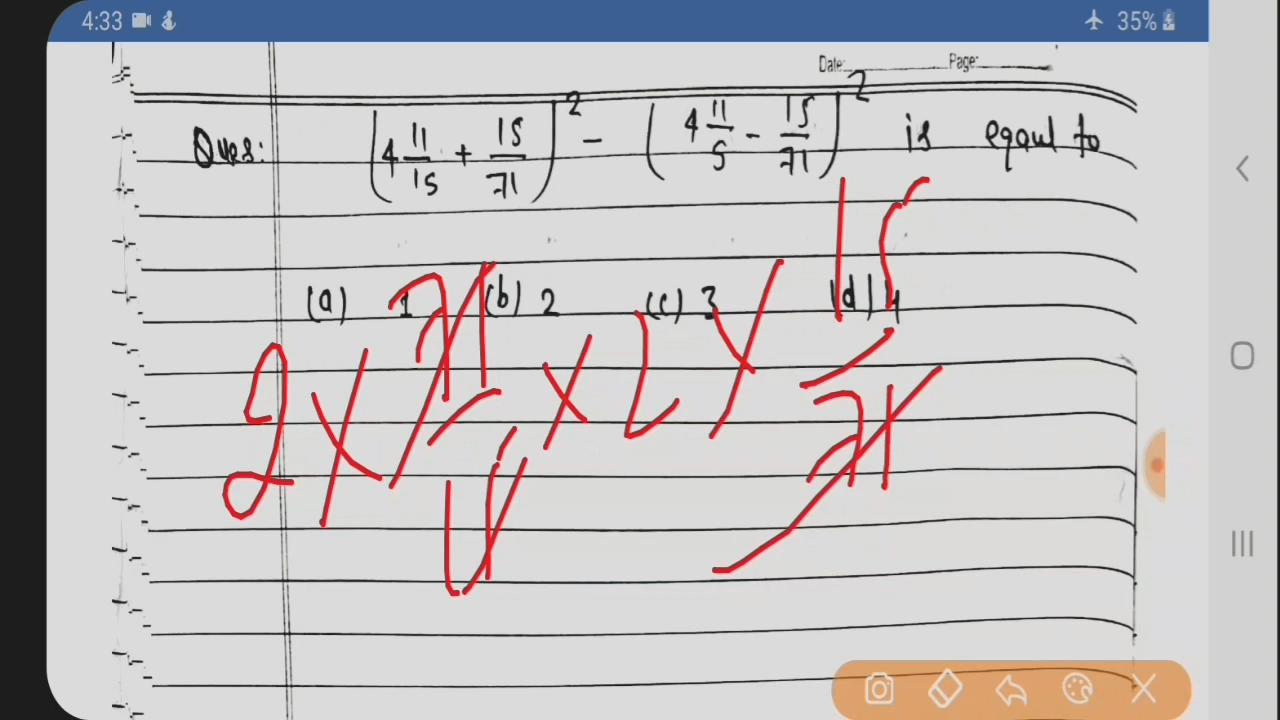 4:33 35%
Date: Page:
Ques: (4 11/15 + 15/71)² − (4 11/5 − 15/71)² is eqaul to
(a) 1 (b) 2 (c) 3 (d) 4
2 × 71/15 × 2 × 15/71